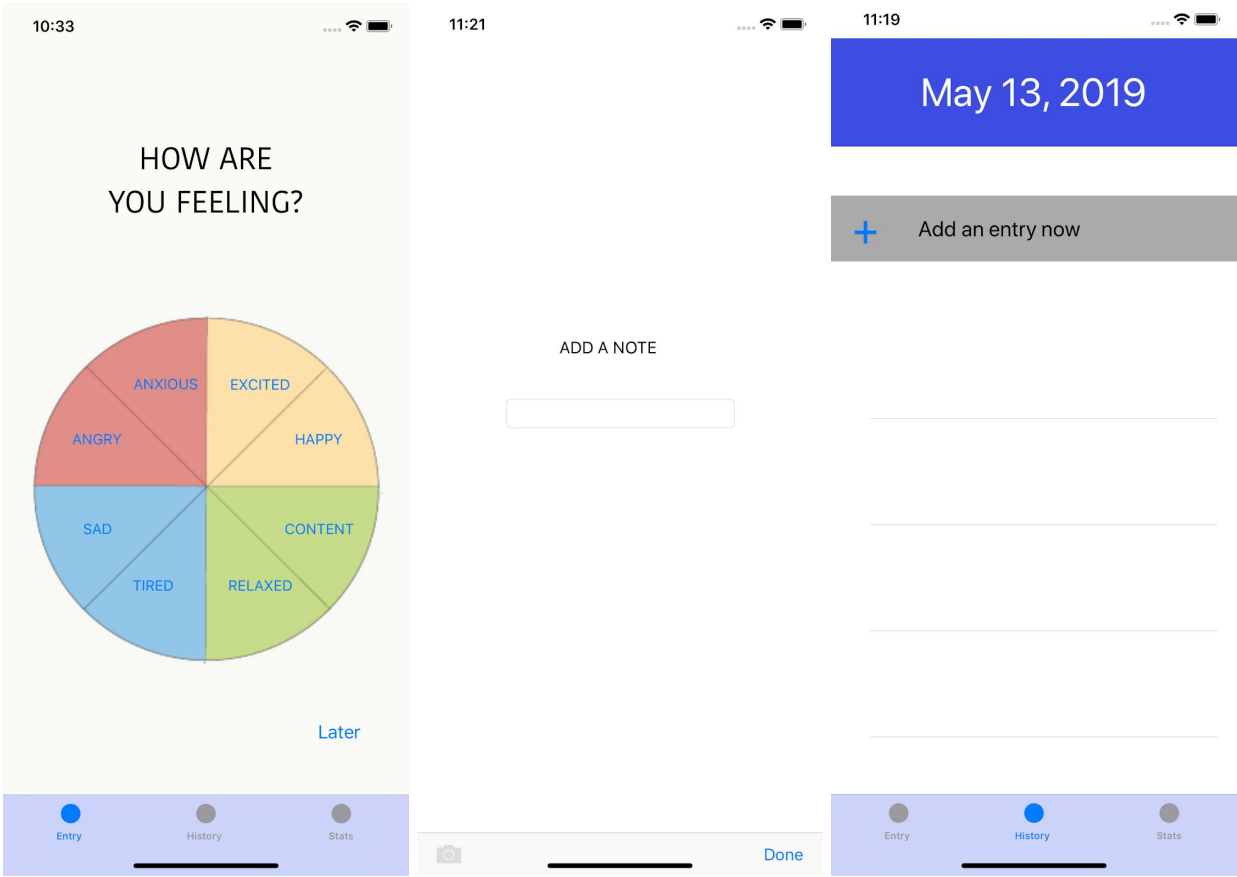 10:33
HOW ARE
YOU FEELING?
ANXIOUS EXCITED
ANGRY HAPPY
SAD CONTENT
TIRED RELAXED
Later
Entry History Stats
11:21
ADD A NOTE
Done
11:19
May 13, 2019
+ Add an entry now
Entry History Stats